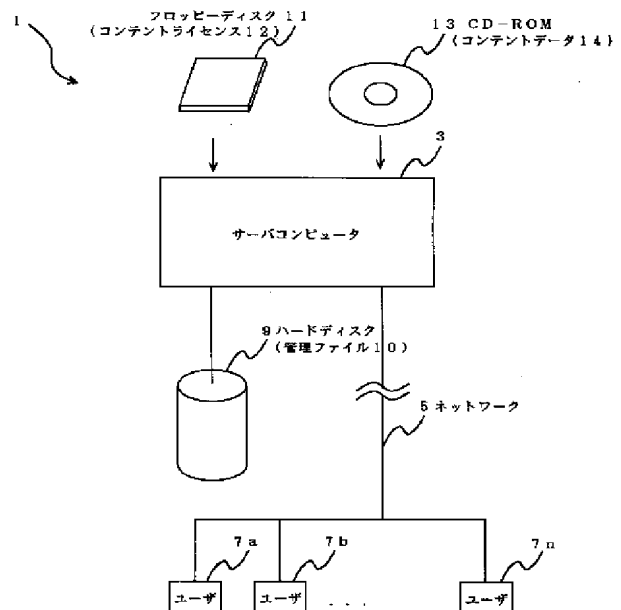 1
フロッピーディスク11
(コンテントライセンス12)
13 CD-ROM
(コンテントデータ14)
3
サーバコンピュータ
9ハードディスク
(管理ファイル10)
5ネットワーク
7a
7b
7n
ユーザ
ユーザ
...
ユーザ